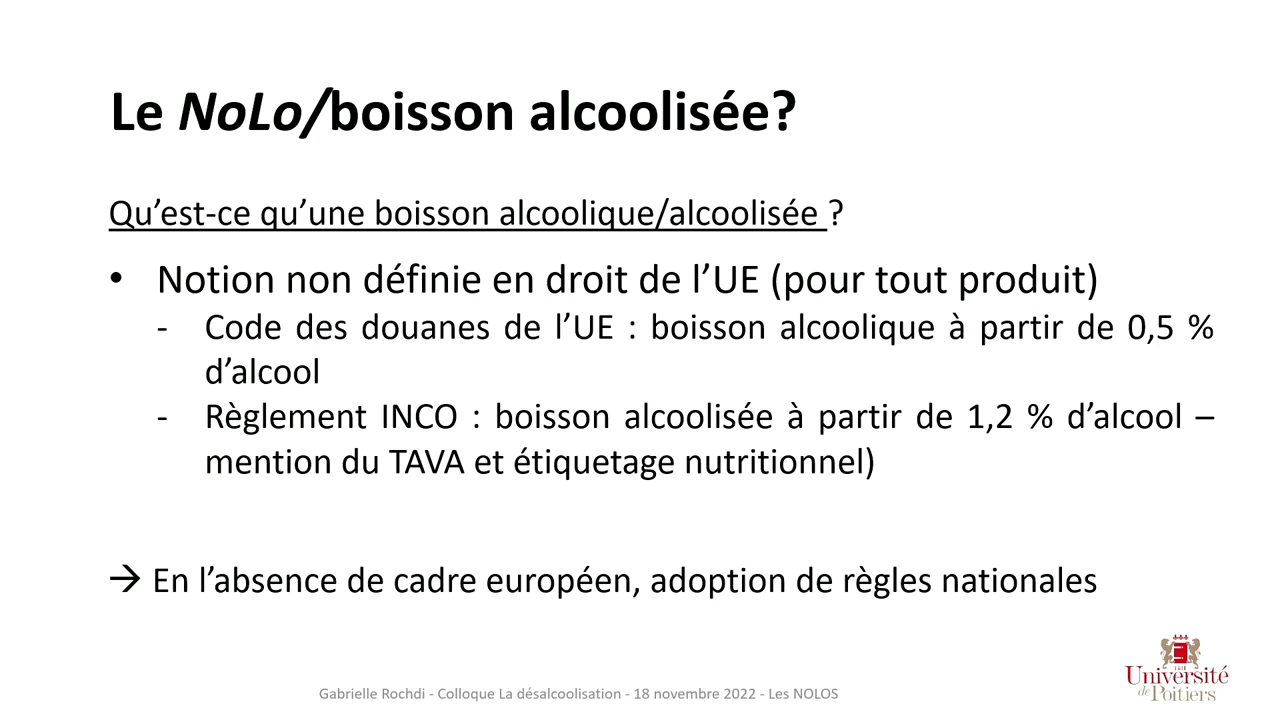 Le NoLo/boisson alcoolisée?
Qu’est-ce qu’une boisson alcoolique/alcoolisée ?
• Notion non définie en droit de l’UE (pour tout produit)
- Code des douanes de l’UE : boisson alcoolique à partir de 0,5 %
d’alcool
- Règlement INCO : boisson alcoolisée à partir de 1,2 % d’alcool –
mention du TAVA et étiquetage nutritionnel)
→ En l’absence de cadre européen, adoption de règles nationales
Gabrielle Rochdi - Colloque La désalcoolisation - 18 novembre 2022 - Les NOLOS
Université
de Poitiers